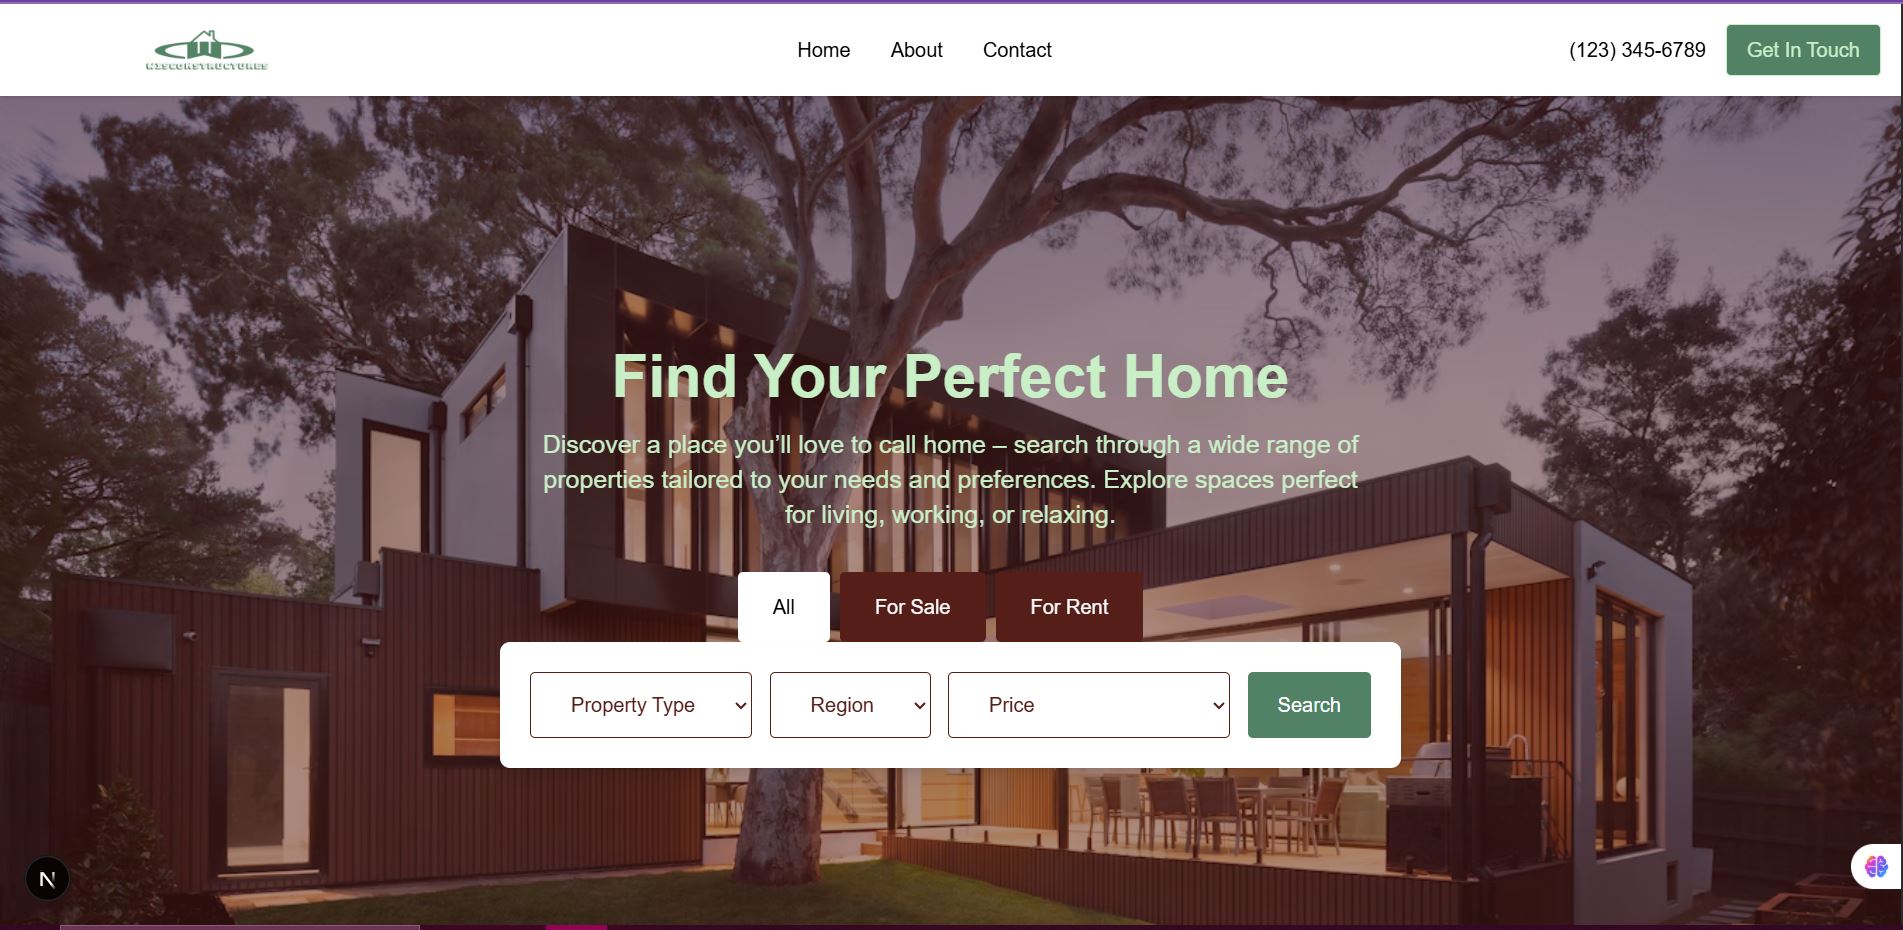 WISCONSTRUCTURES
Home About Contact
(123) 345-6789 Get In Touch
Find Your Perfect Home
Discover a place you’ll love to call home – search through a wide range of
properties tailored to your needs and preferences. Explore spaces perfect
for living, working, or relaxing.
All For Sale For Rent
Property Type Region Price Search
N